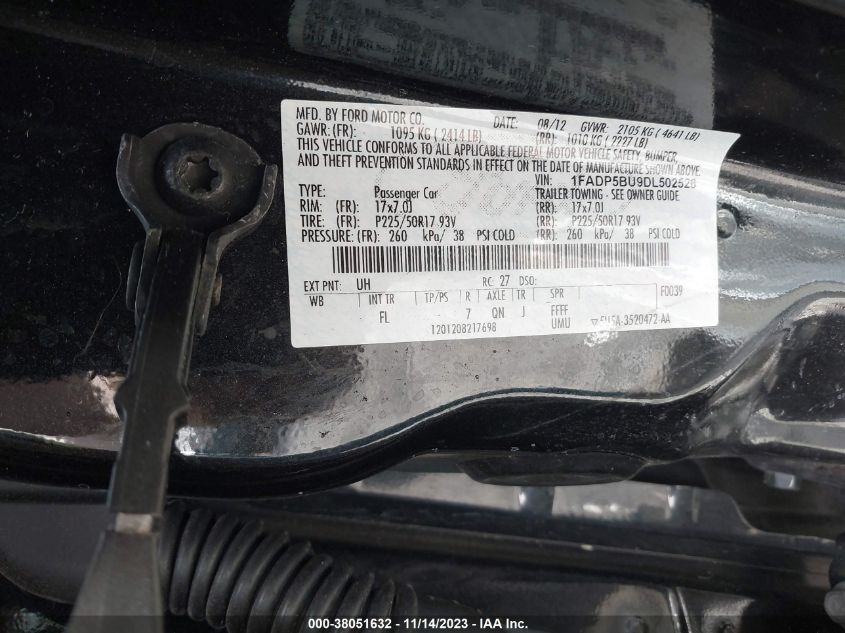 MFD. BY FORD MOTOR CO. DATE: 08/12 GVWR: 2105 KG ( 4641 LB)
GAWR: (FR): 1095 KG ( 2414 LB) (RR): 1010 KG ( 2227 LB)
THIS VEHICLE CONFORMS TO ALL APPLICABLE FEDERAL MOTOR VEHICLE SAFETY, BUMPER,
AND THEFT PREVENTION STANDARDS IN EFFECT ON THE DATE OF MANUFACTURE SHOWN ABOVE.
VIN: 1FADP5BU9DL502528
TYPE: Passenger Car TRAILER TOWING - SEE OWNER GUIDE
RIM: (FR): 17x7.0J (RR): 17x7.0J
TIRE: (FR): P225/50R17 93V (RR): P225/50R17 93V
PRESSURE: (FR): 260 kPa/ 38 PSI COLD (RR): 260 kPa/ 38 PSI COLD
EXT PNT: UH RC: 27 DSO: FD039
WB INT TR TP/PS R AXLE TR SPR
FL 7 QN J FFFF
1201208217698 UMU -3520472-AA
000-38051632 — 11/14/2023 - IAA Inc.